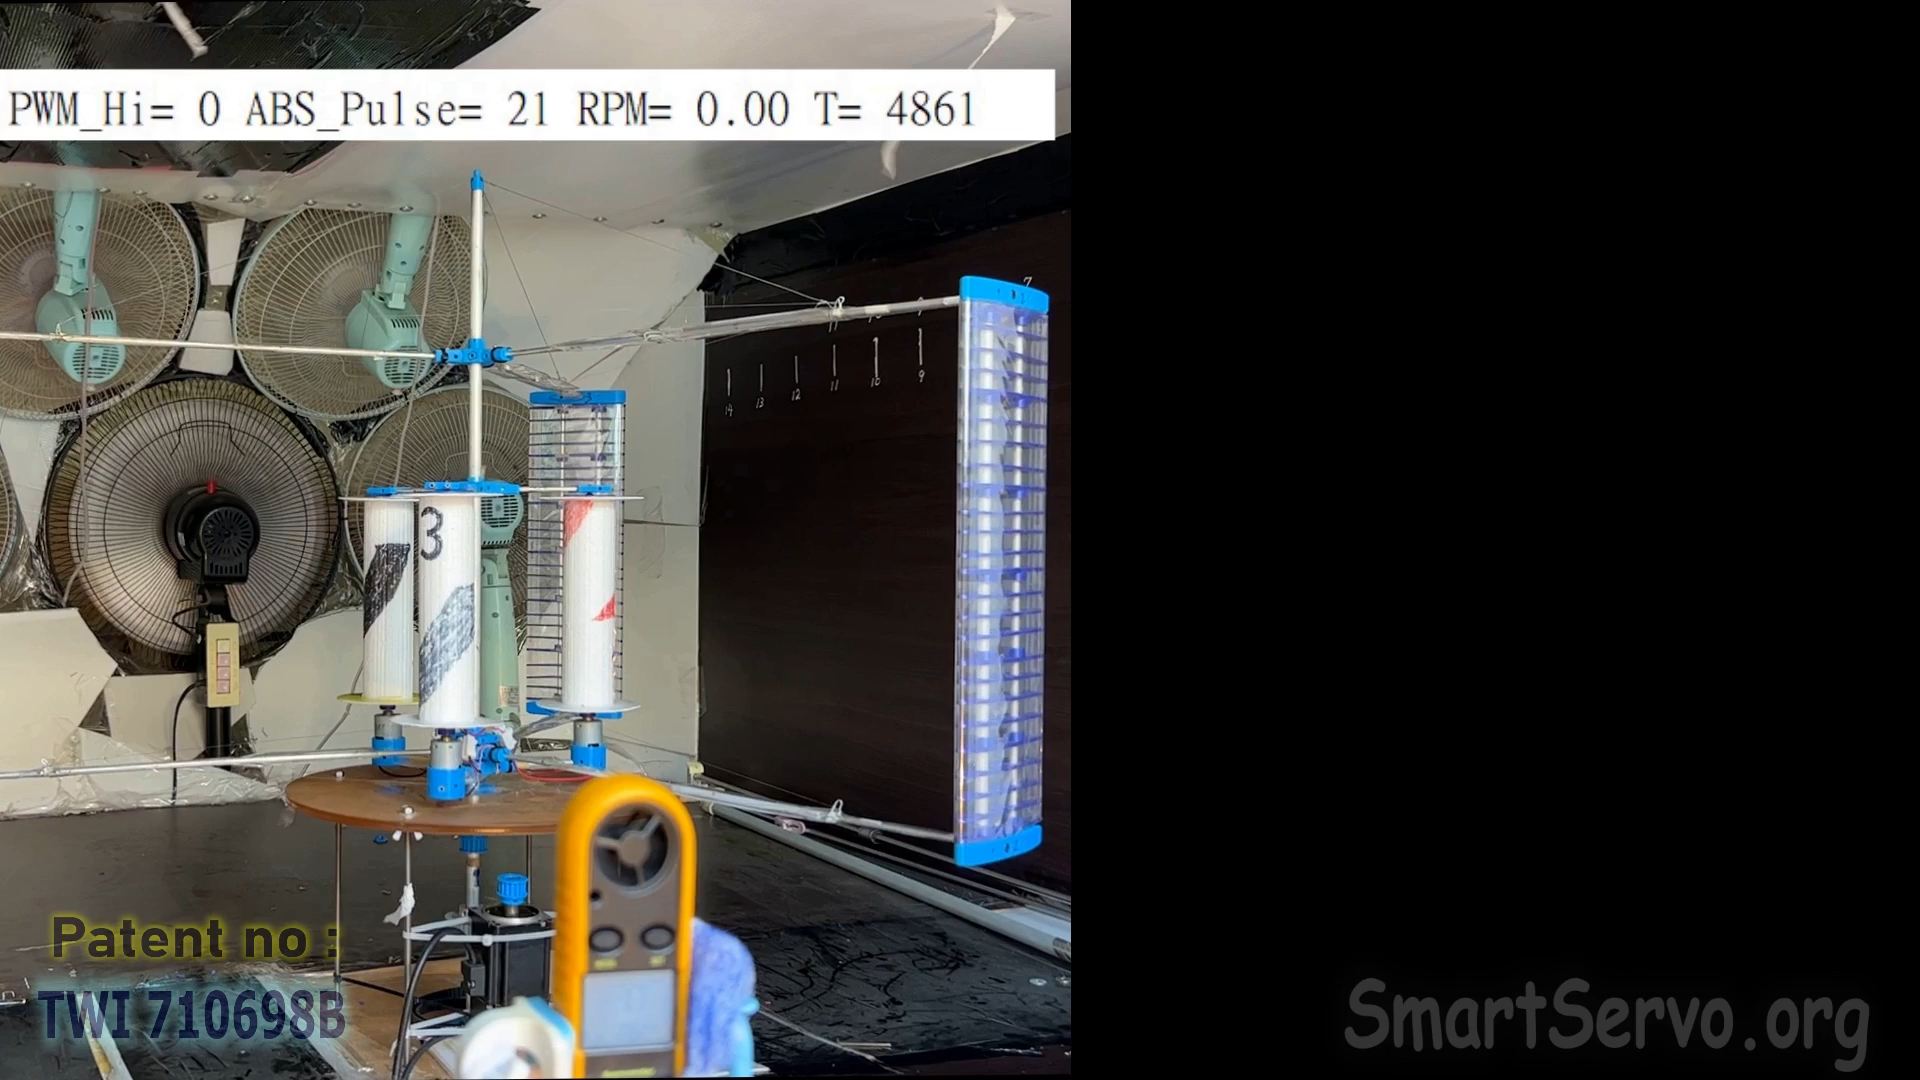 PWM_Hi= 0 ABS_Pulse= 21 RPM= 0.00 T= 4861
7
14 13 12 11 10 9
3
Patent no :
TWI 710698B
SmartServo.org